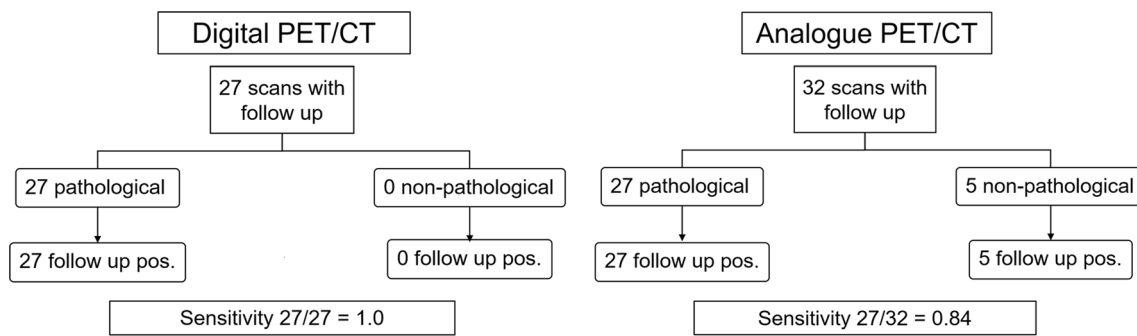 Digital PET/CT
27 scans with
follow up
27 pathological
0 non-pathological
27 follow up pos.
0 follow up pos.
Sensitivity 27/27 = 1.0
Analogue PET/CT
32 scans with
follow up
27 pathological
5 non-pathological
27 follow up pos.
5 follow up pos.
Sensitivity 27/32 = 0.84